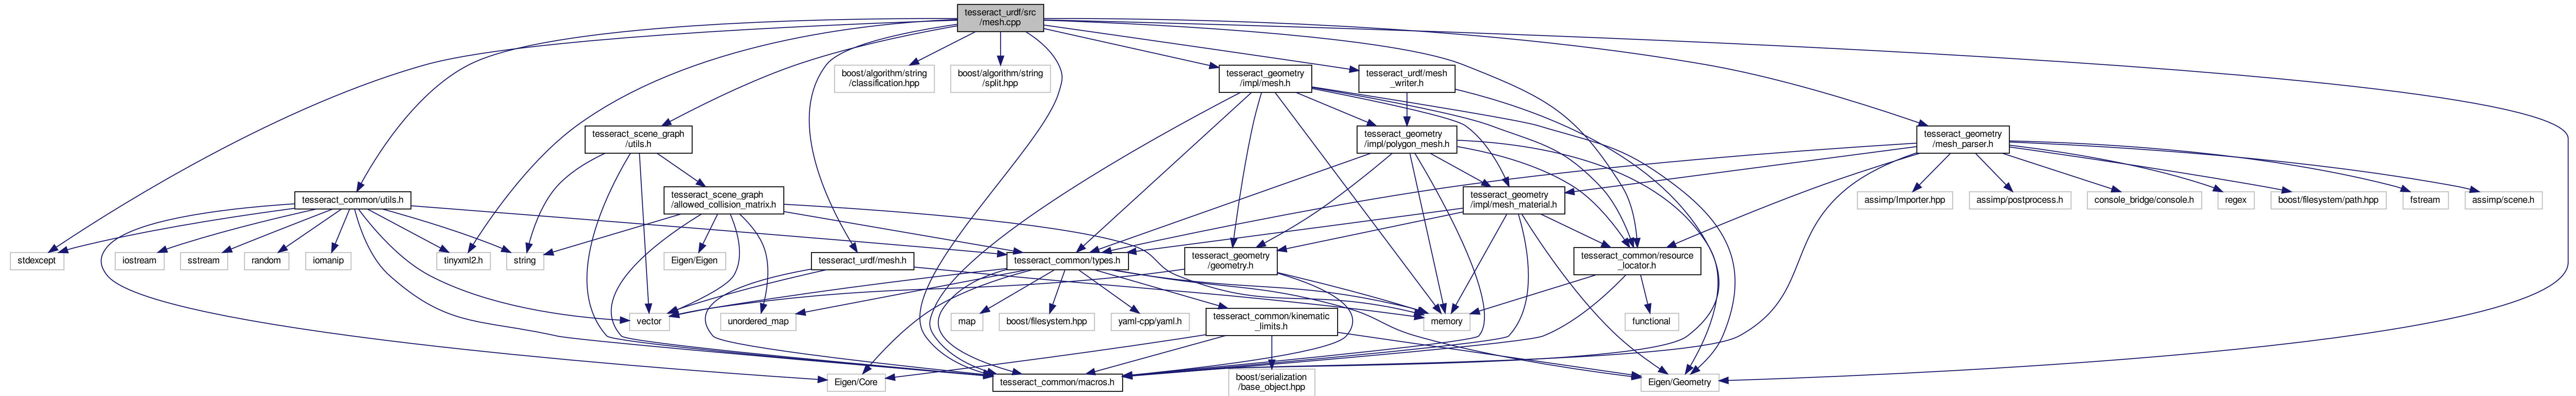 tesseract_urdf/src
/mesh.cpp
boost/algorithm/string
/classification.hpp
boost/algorithm/string
/split.hpp
tesseract_geometry
/impl/mesh.h
tesseract_urdf/mesh
_writer.h
tesseract_scene_graph
/utils.h
tesseract_geometry
/impl/polygon_mesh.h
tesseract_geometry
/mesh_parser.h
tesseract_common/utils.h
tesseract_scene_graph
/allowed_collision_matrix.h
tesseract_geometry
/impl/mesh_material.h
assimp/Importer.hpp
assimp/postprocess.h
console_bridge/console.h
regex
boost/filesystem/path.hpp
fstream
assimp/scene.h
stdexcept
iostream
sstream
random
iomanip
tinyxml2.h
string
Eigen/Eigen
tesseract_urdf/mesh.h
tesseract_common/types.h
tesseract_geometry
/geometry.h
tesseract_common/resource
_locator.h
vector
unordered_map
map
boost/filesystem.hpp
yaml-cpp/yaml.h
tesseract_common/kinematic
_limits.h
memory
functional
Eigen/Core
tesseract_common/macros.h
boost/serialization
/base_object.hpp
Eigen/Geometry